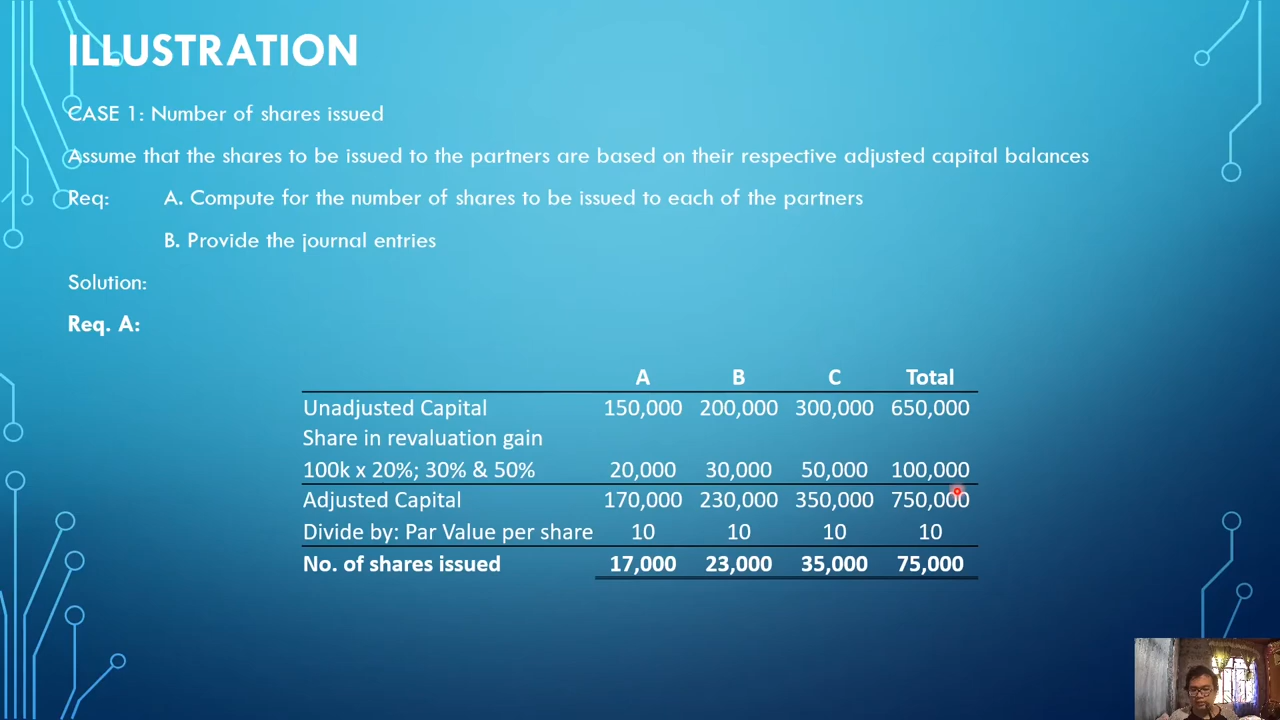 ILLUSTRATION
CASE 1: Number of shares issued
Assume that the shares to be issued to the partners are based on their respective adjusted capital balances
Req: A. Compute for the number of shares to be issued to each of the partners
B. Provide the journal entries
Solution:
Req. A:
A B C Total
Unadjusted Capital 150,000 200,000 300,000 650,000
Share in revaluation gain
100k x 20%; 30% & 50% 20,000 30,000 50,000 100,000
Adjusted Capital 170,000 230,000 350,000 750,000
Divide by: Par Value per share 10 10 10 10
No. of shares issued 17,000 23,000 35,000 75,000